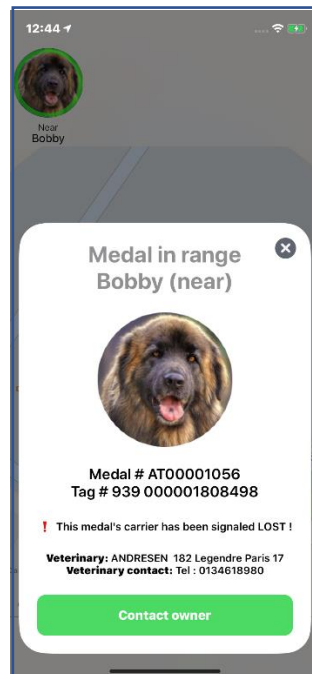 12:44
Near
Bobby
Medal in range
Bobby (near)
Medal # AT00001056
Tag # 939 000001808498
! This medal's carrier has been signaled LOST !
Veterinary: ANDRESEN 182 Legendre Paris 17
Veterinary contact: Tel : 0134618980
Contact owner